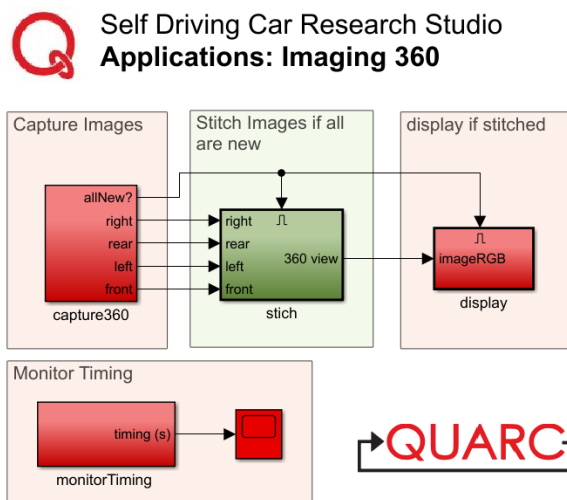 Self Driving Car Research Studio
Applications: Imaging 360
Capture Images
Stitch Images if all
are new
display if stitched
allNew?
right
rear
left
front
capture360
right
rear
left
front
360 view
stich
imageRGB
display
Monitor Timing
timing (s)
monitorTiming
QUARC